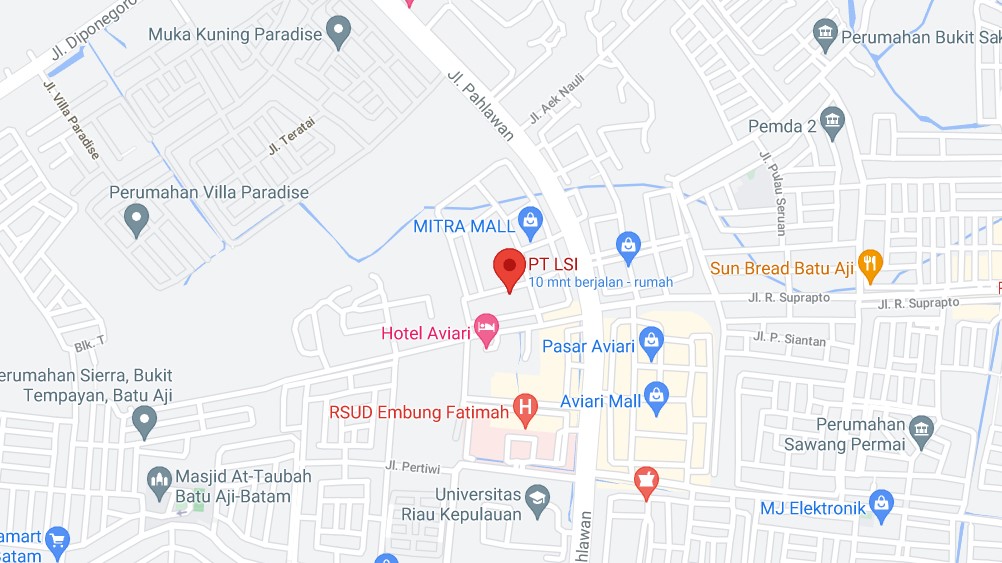 Jl. Diponegoro
Muka Kuning Paradise
Perumahan Bukit Sak
Jl. Pahlawan
Jl. Villa Paradise
Jl. Aek Nauli
Jl. Teratai
Pemda 2
Jl. Pulau Seruan
Perumahan Villa Paradise
MITRA MALL
PT LSI
10 mnt berjalan - rumah
Sun Bread Batu Aji
Jl. R. Suprapto
Jl. R. Suprapto
Hotel Aviari
Pasar Aviari
Jl. P. Siantan
Blk. T
erumahan Sierra, Bukit
Tempayan, Batu Aji
Aviari Mall
RSUD Embung Fatimah
H
Perumahan
Sawang Permai
Jl. Pertiwi
Masjid At-Taubah
Batu Aji-Batam
Universitas
Riau Kepulauan
MJ Elektronik
amart
Batam
hlawan